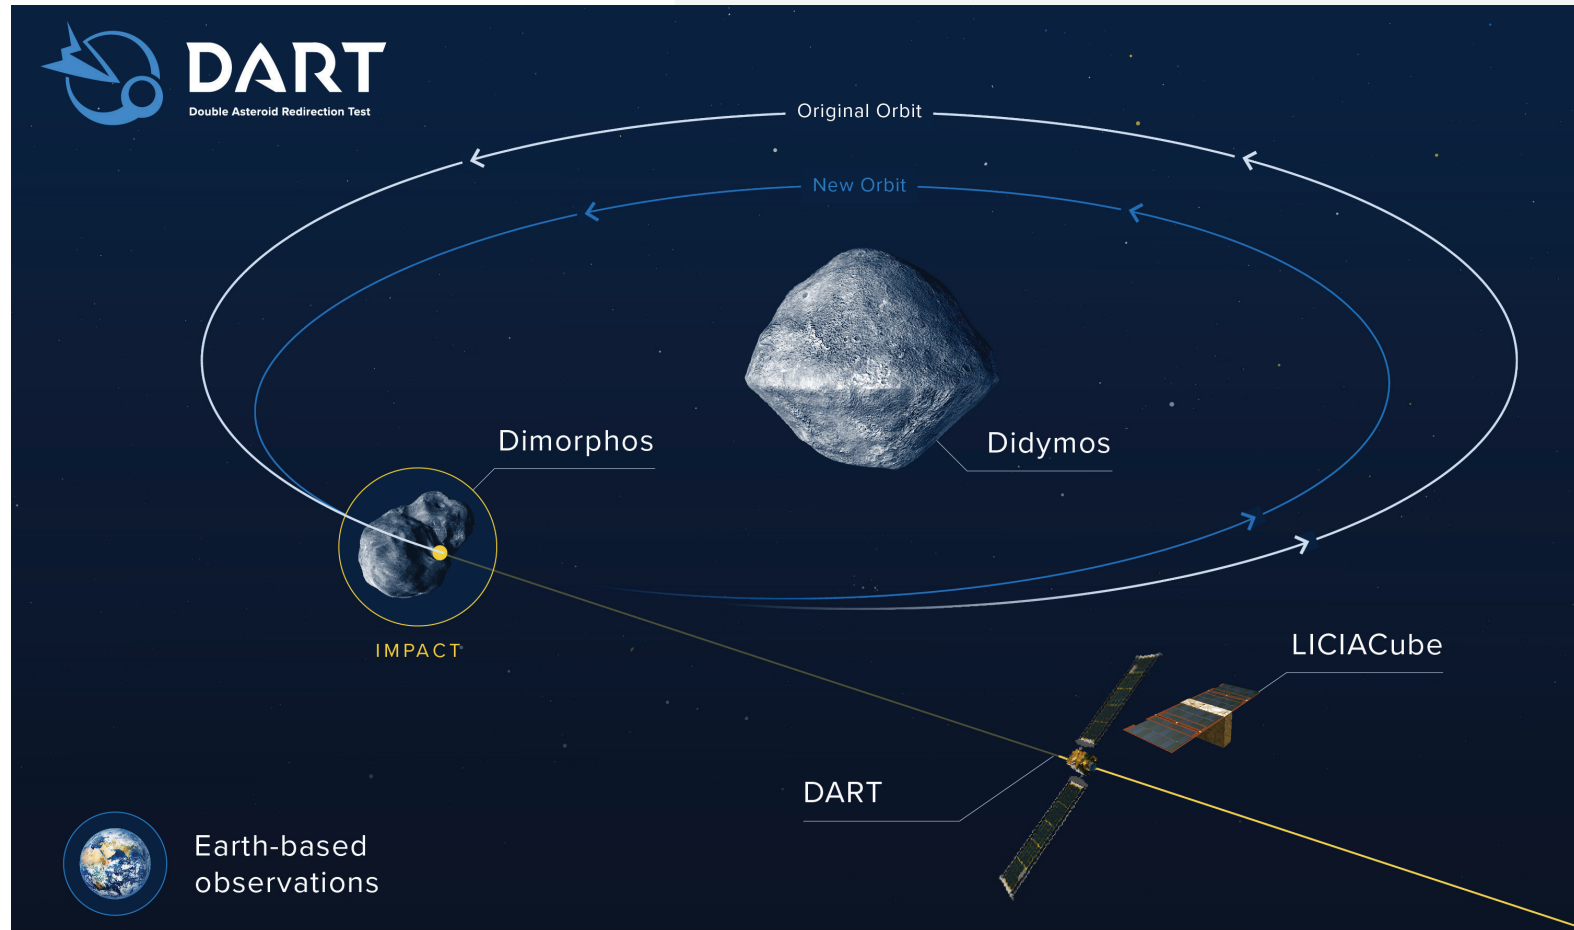 DART
Double Asteroid Redirection Test
Original Orbit
New Orbit
Dimorphos
Didymos
IMPACT
LICIACube
DART
Earth-based
observations